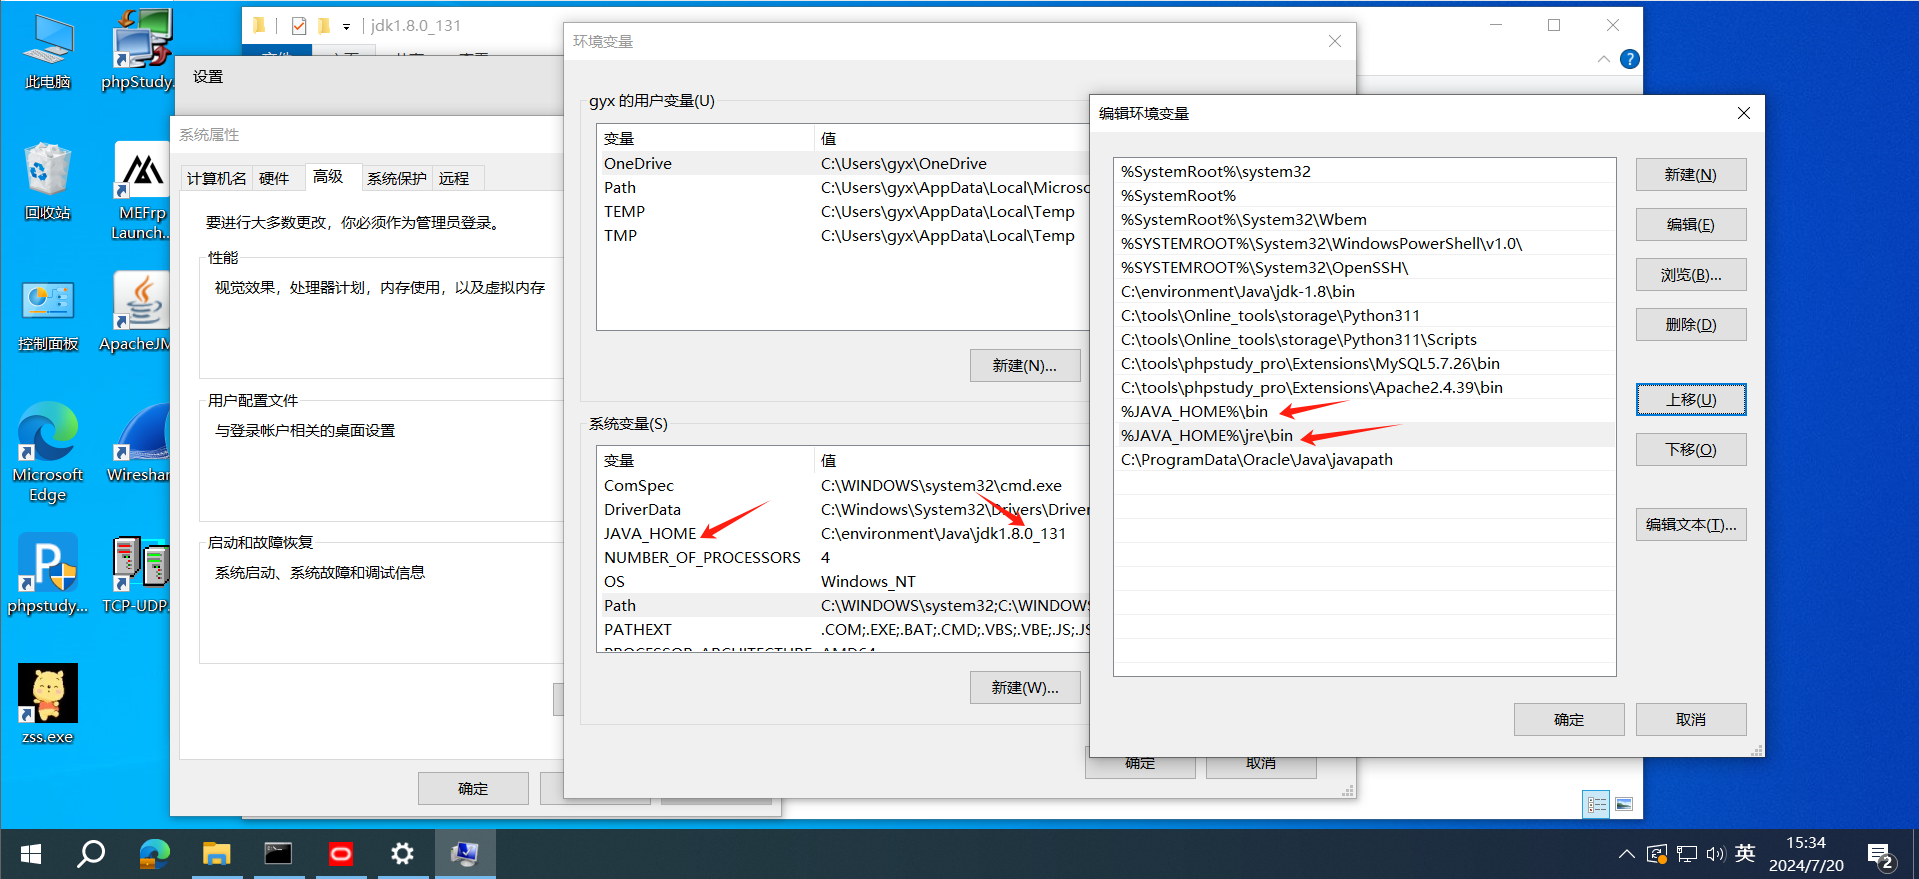 此电脑
phpStudy.
回收站
MEFrp
Launch...
控制面板
ApacheJM
Microsoft
Edge
Wireshar
phpstudy...
TCP-UDP.
zss.exe
jdk1.8.0_131
设置
系统属性
计算机名
硬件
高级
系统保护
远程
要进行大多数更改，你必须作为管理员登录。
性能
视觉效果，处理器计划，内存使用，以及虚拟内存
用户配置文件
与登录帐户相关的桌面设置
启动和故障恢复
系统启动、系统故障和调试信息
确定
环境变量
gyx 的用户变量(U)
变量 值
OneDrive C:\Users\gyx\OneDrive
Path C:\Users\gyx\AppData\Local\Microsc
TEMP C:\Users\gyx\AppData\Local\Temp
TMP C:\Users\gyx\AppData\Local\Temp
新建(N)...
系统变量(S)
变量 值
ComSpec C:\WINDOWS\system32\cmd.exe
DriverData C:\Windows\System32\Drivers\Driver
JAVA_HOME C:\environment\Java\jdk1.8.0_131
NUMBER_OF_PROCESSORS 4
OS Windows_NT
Path C:\WINDOWS\system32;C:\WINDOWS
PATHEXT .COM;.EXE;.BAT;.CMD;.VBS;.VBE;.JS;.JS
PROCESSOR_ARCHITECTURE AMD64
新建(W)...
确定
取消
编辑环境变量
%SystemRoot%\system32
%SystemRoot%
%SystemRoot%\System32\Wbem
%SYSTEMROOT%\System32\WindowsPowerShell\v1.0\
%SYSTEMROOT%\System32\OpenSSH\
C:\environment\Java\jdk-1.8\bin
C:\tools\Online_tools\storage\Python311
C:\tools\Online_tools\storage\Python311\Scripts
C:\tools\phpstudy_pro\Extensions\MySQL5.7.26\bin
C:\tools\phpstudy_pro\Extensions\Apache2.4.39\bin
%JAVA_HOME%\bin
%JAVA_HOME%\jre\bin
C:\ProgramData\Oracle\Java\javapath
新建(N)
编辑(E)
浏览(B)...
删除(D)
上移(U)
下移(O)
编辑文本(T)...
确定
取消
英
15:34
2024/7/20
2